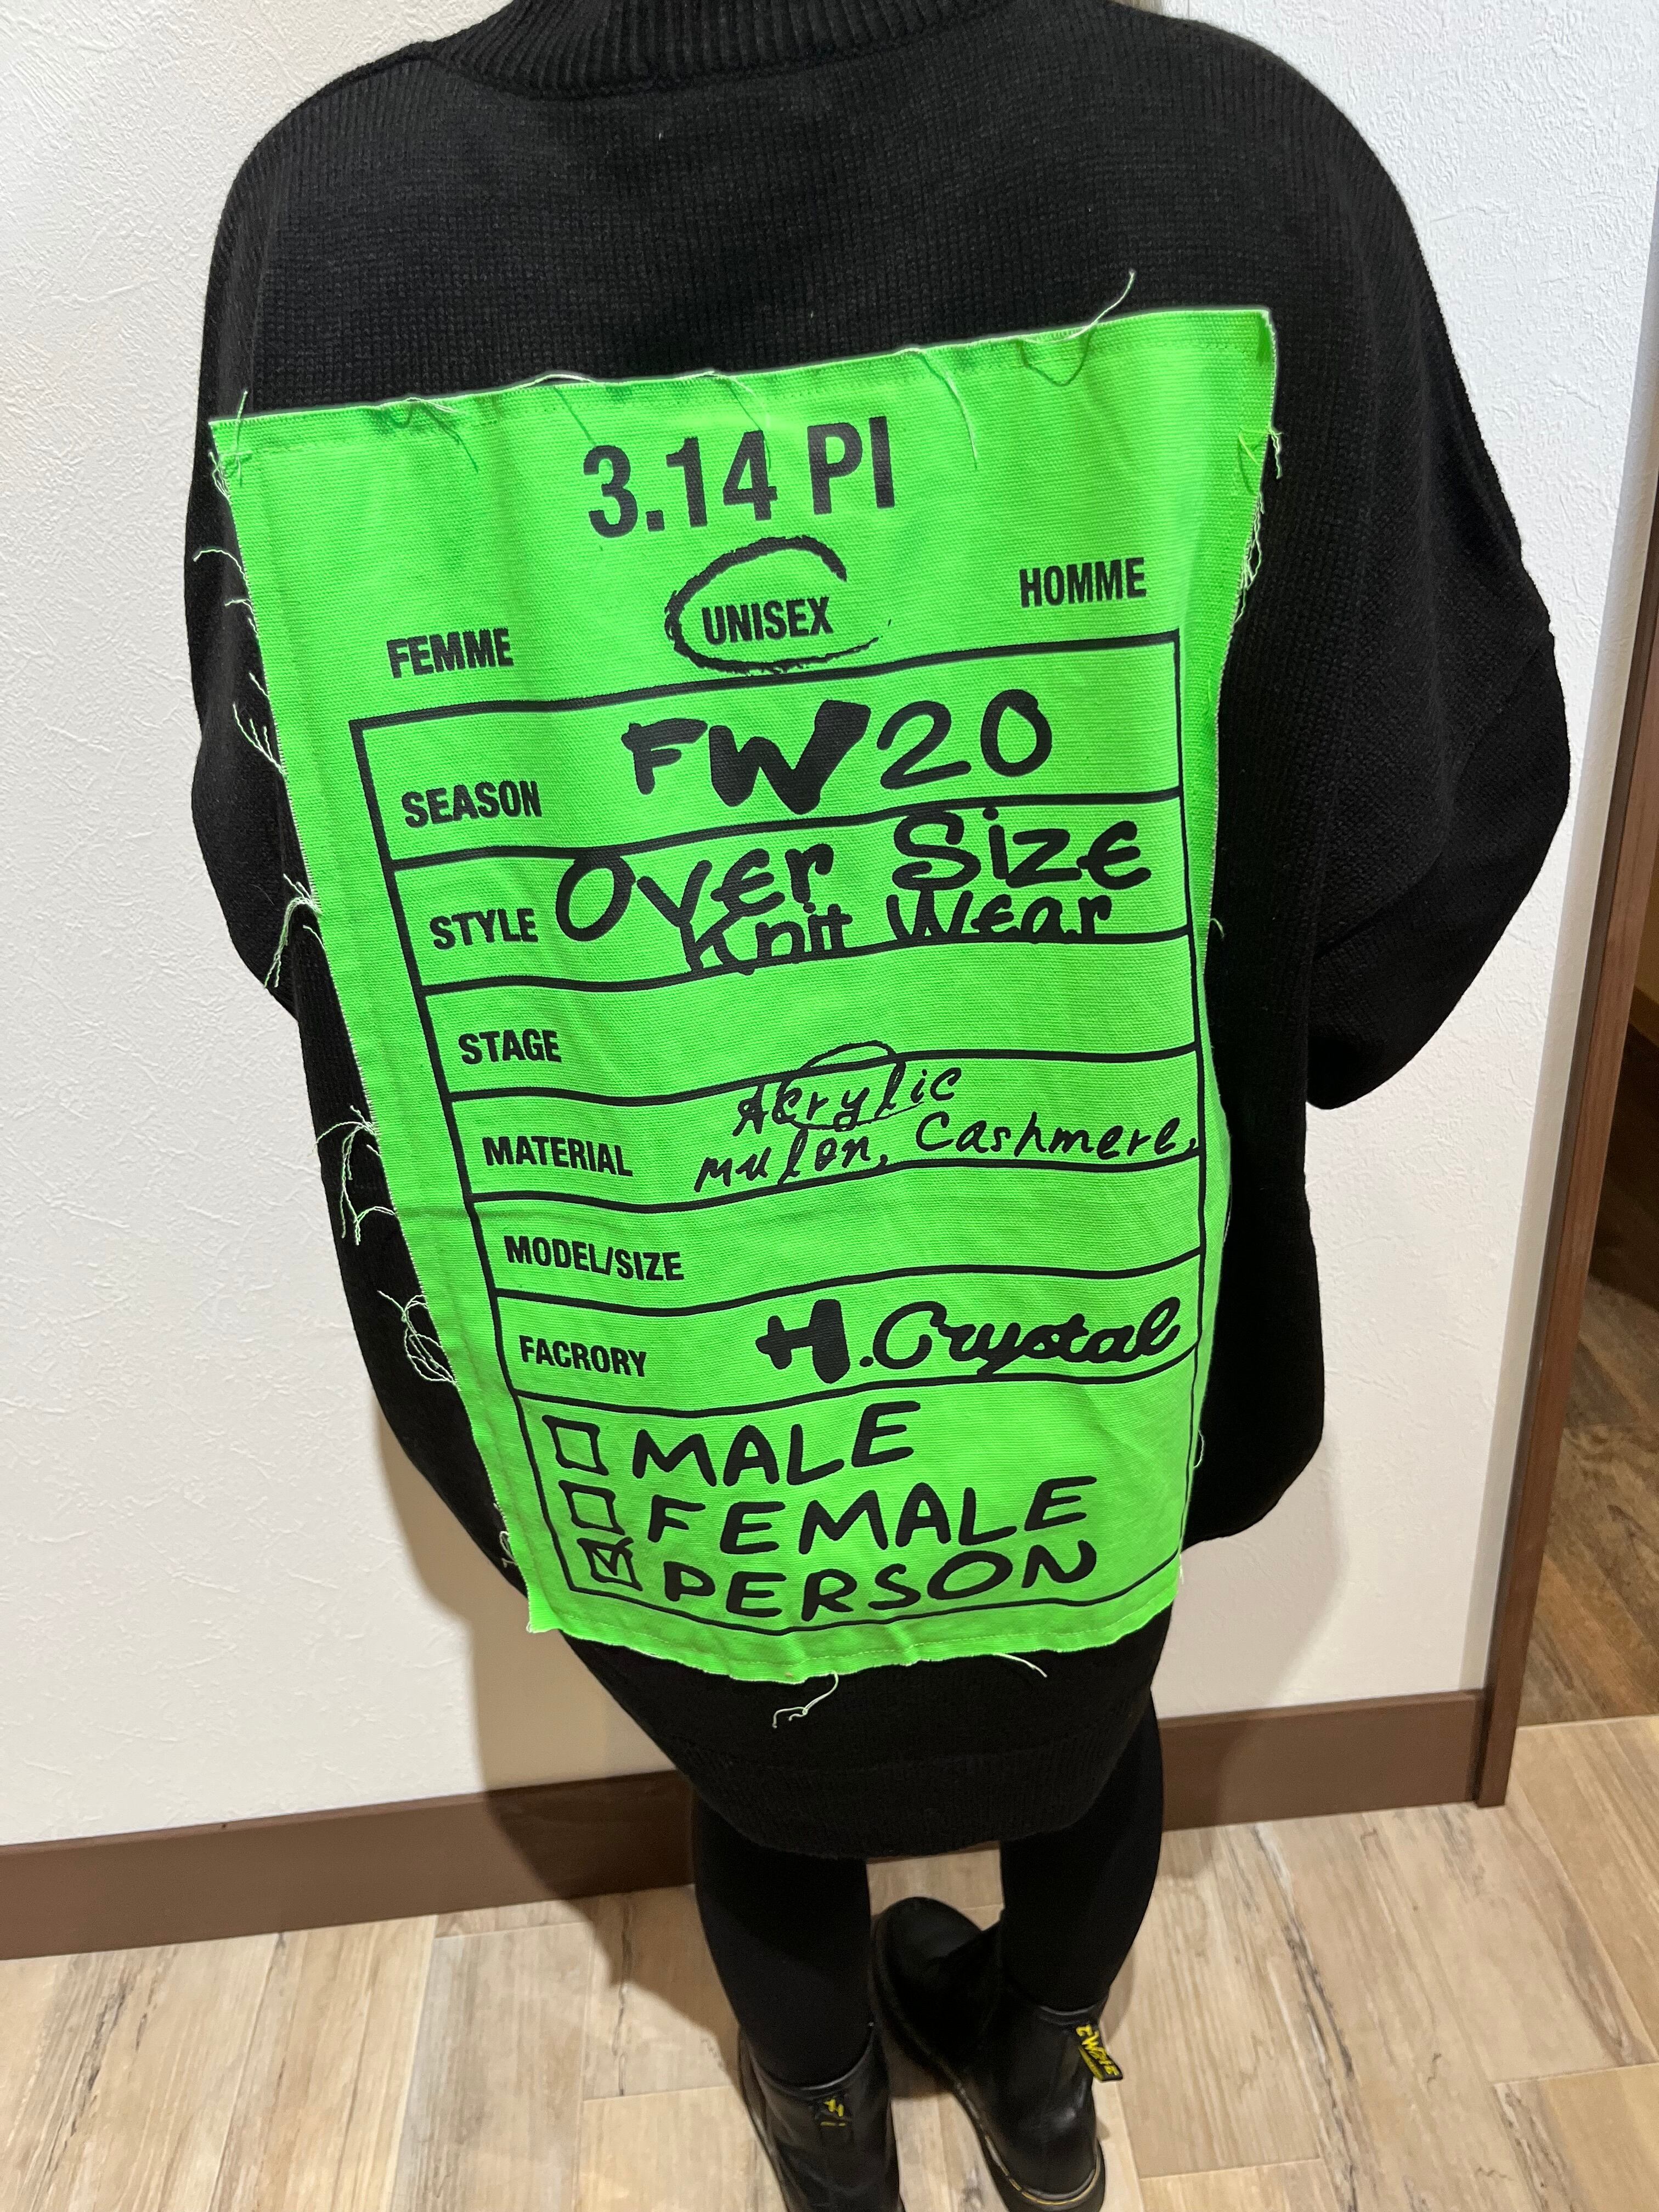 3.14 PI
FEMME UNISEX HOMME
SEASON FW20
STYLE Over Size
Knit Wear
STAGE
MATERIAL Acrylic
mulon, Cashmere,
MODEL/SIZE
FACRORY H.Crystal
MALE
FEMALE
PERSON